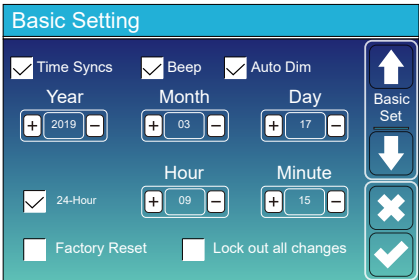 Basic Setting
Time Syncs Beep Auto Dim
Year Month Day
+ 2019 − + 03 − + 17 −
Basic
Set
Hour Minute
24-Hour + 09 − + 15 −
Factory Reset Lock out all changes